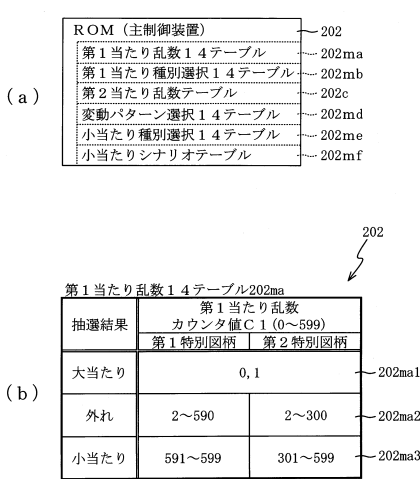 (a)
ROM(主制御装置)
202
第1当たり乱数14テーブル
202ma
第1当たり種別選択14テーブル
202mb
第2当たり乱数テーブル
202c
変動パターン選択14テーブル
202md
小当たり種別選択14テーブル
202me
小当たりシナリオテーブル
202mf
(b)
202
第1当たり乱数14テーブル202ma
抽選結果
第1当たり乱数
カウンタ値C1(0～599)
第1特別図柄
第2特別図柄
大当たり
0,1
202ma1
外れ
2～590
2～300
202ma2
小当たり
591～599
301～599
202ma3